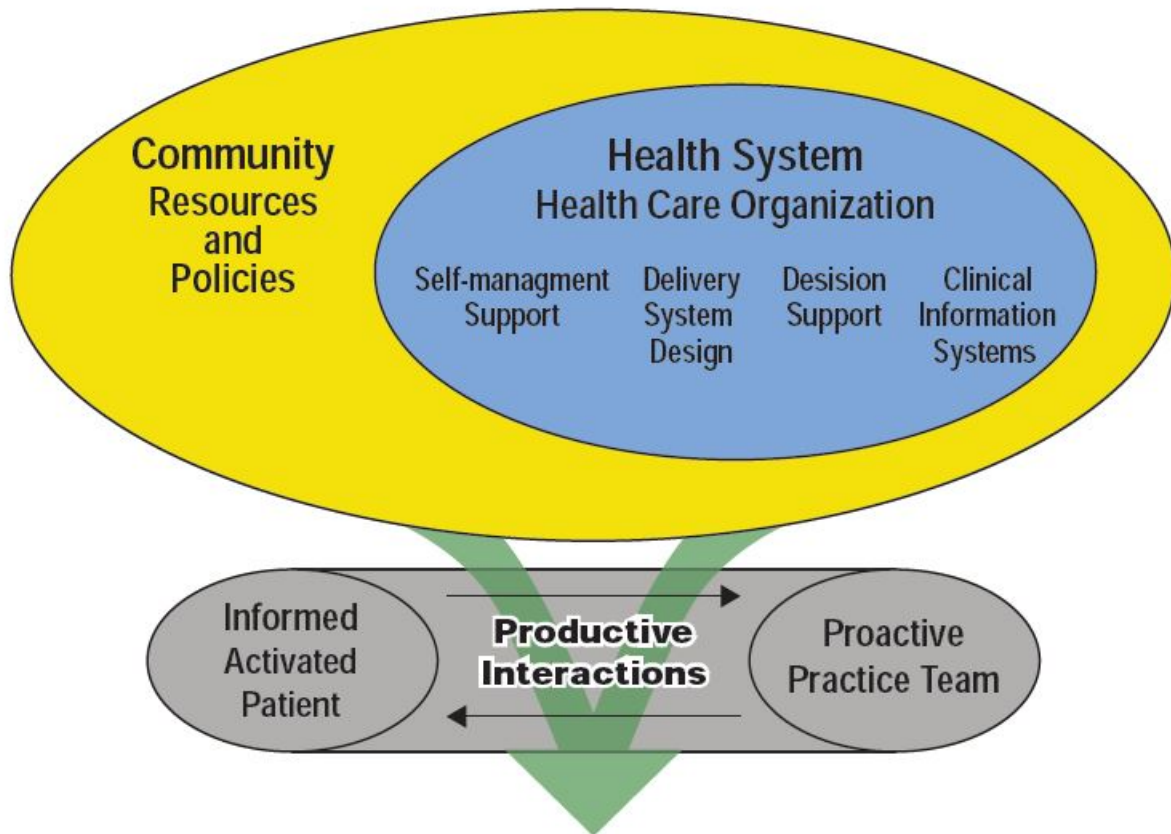 Community
Resources
and
Policies
Health System
Health Care Organization
Self-managment
Support
Delivery
System
Design
Desision
Support
Clinical
Information
Systems
Informed
Activated
Patient
Productive
Interactions
Proactive
Practice Team